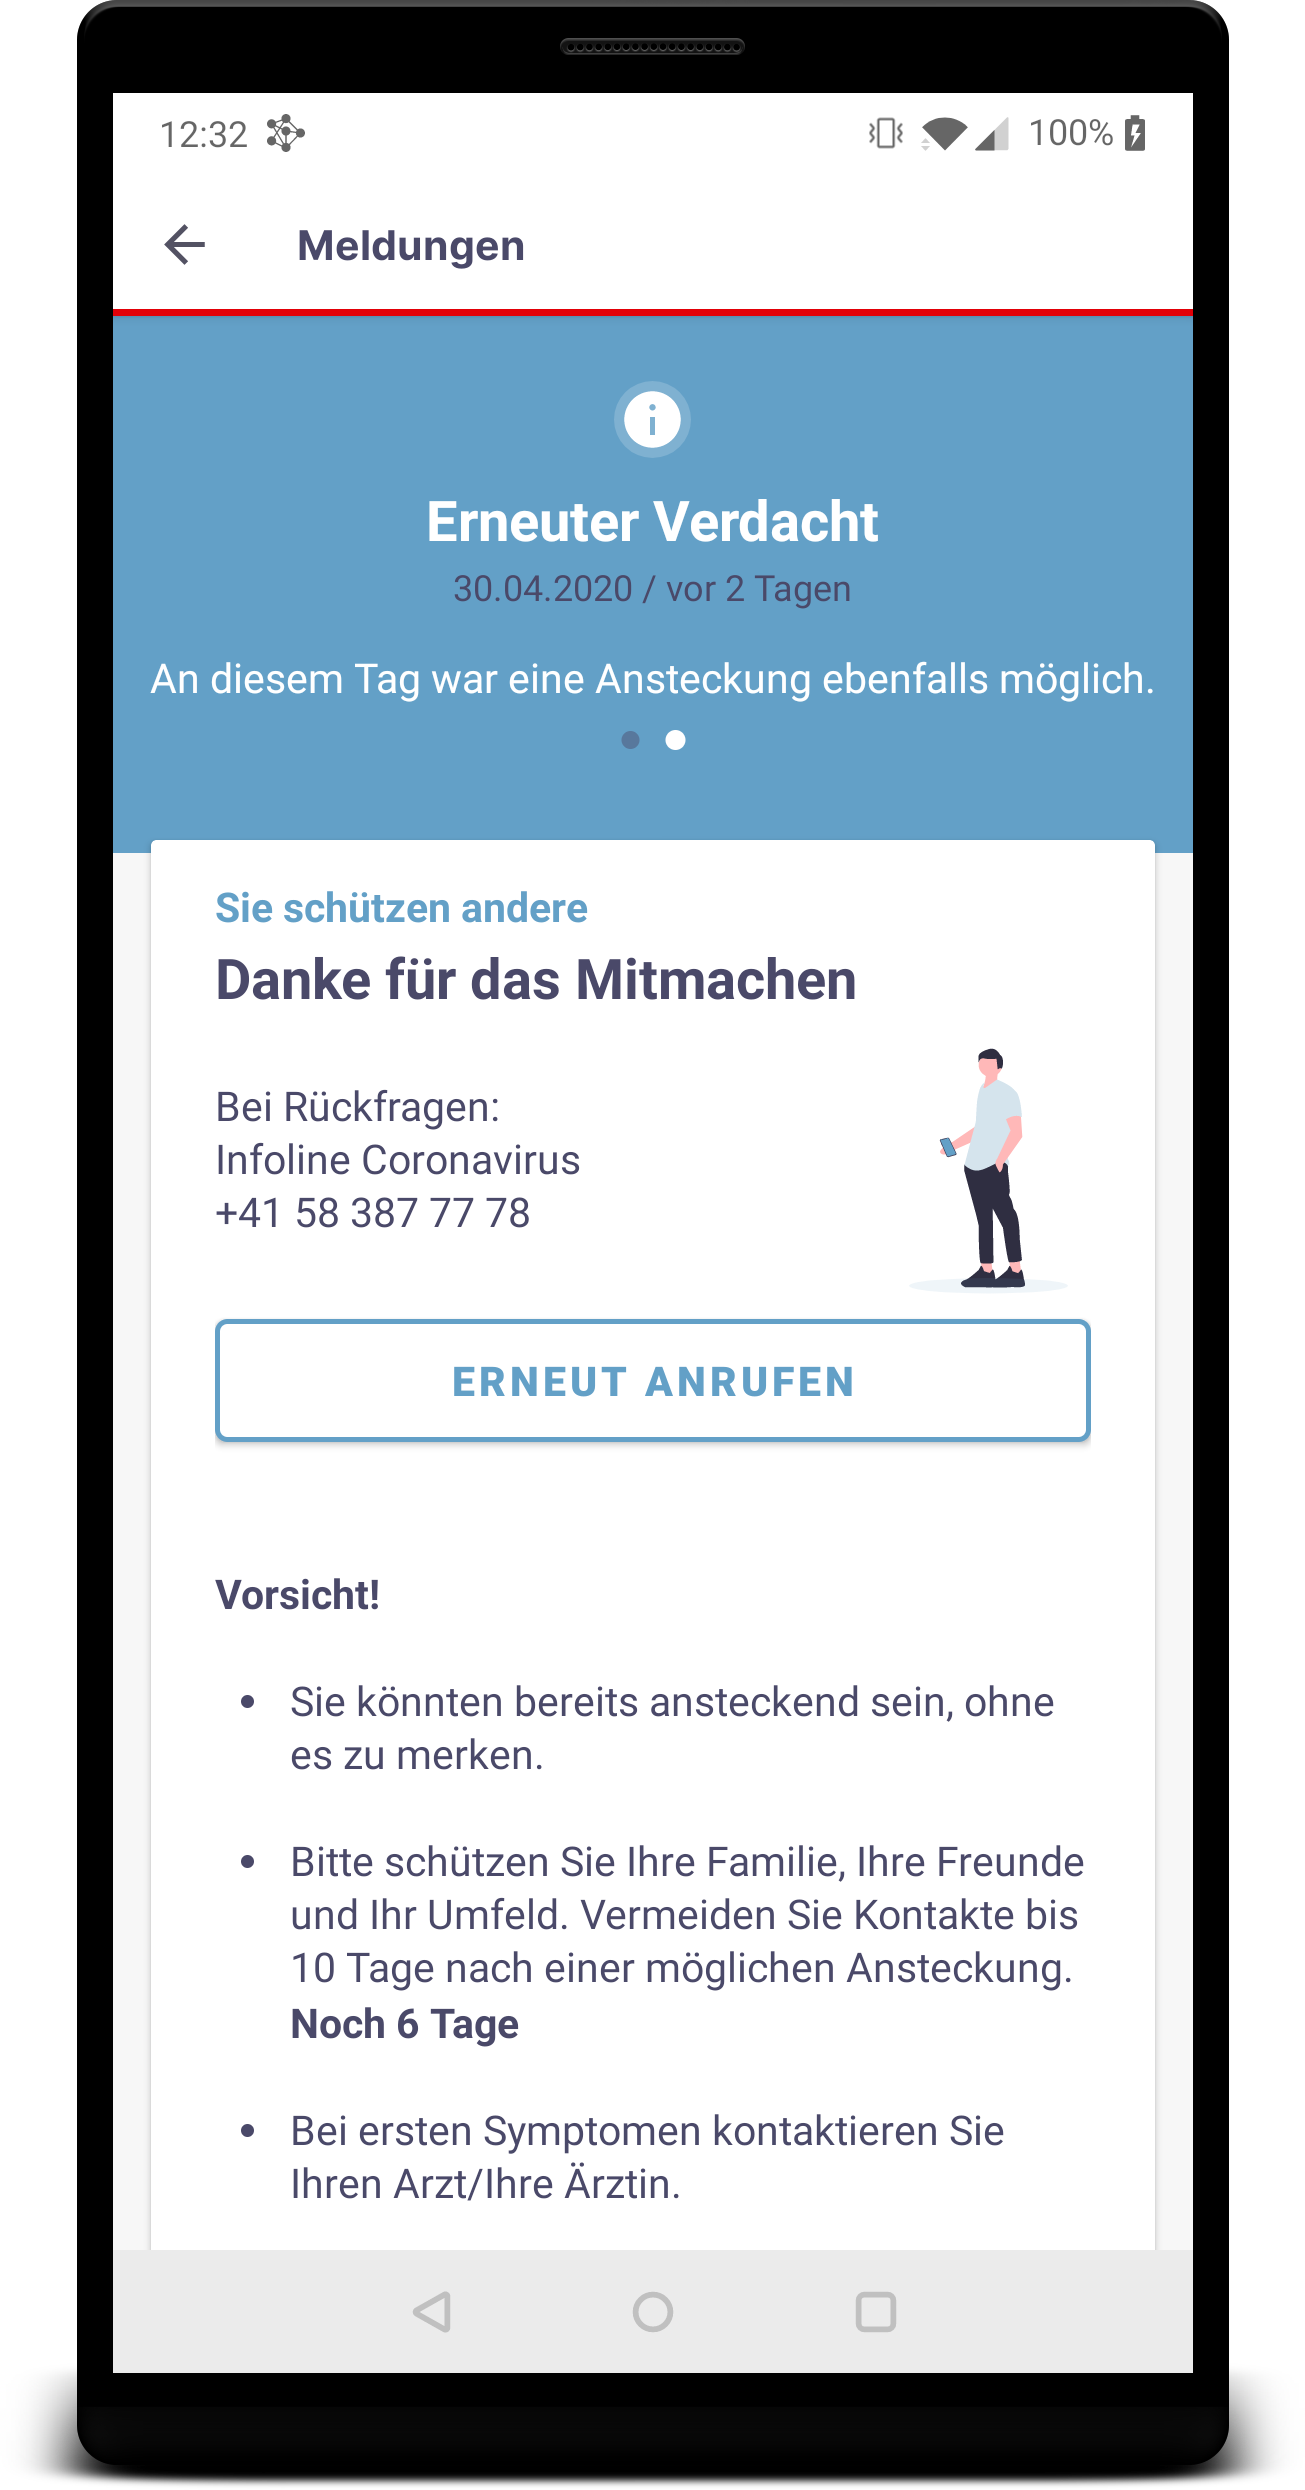 12:32
100%
Meldungen
Erneuter Verdacht
30.04.2020 / vor 2 Tagen
An diesem Tag war eine Ansteckung ebenfalls möglich.
Sie schützen andere
Danke für das Mitmachen
Bei Rückfragen:
Infoline Coronavirus
+41 58 387 77 78
ERNEUT ANRUFEN
Vorsicht!
• Sie könnten bereits ansteckend sein, ohne
es zu merken.
• Bitte schützen Sie Ihre Familie, Ihre Freunde
und Ihr Umfeld. Vermeiden Sie Kontakte bis
10 Tage nach einer möglichen Ansteckung.
Noch 6 Tage
• Bei ersten Symptomen kontaktieren Sie
Ihren Arzt/Ihre Ärztin.